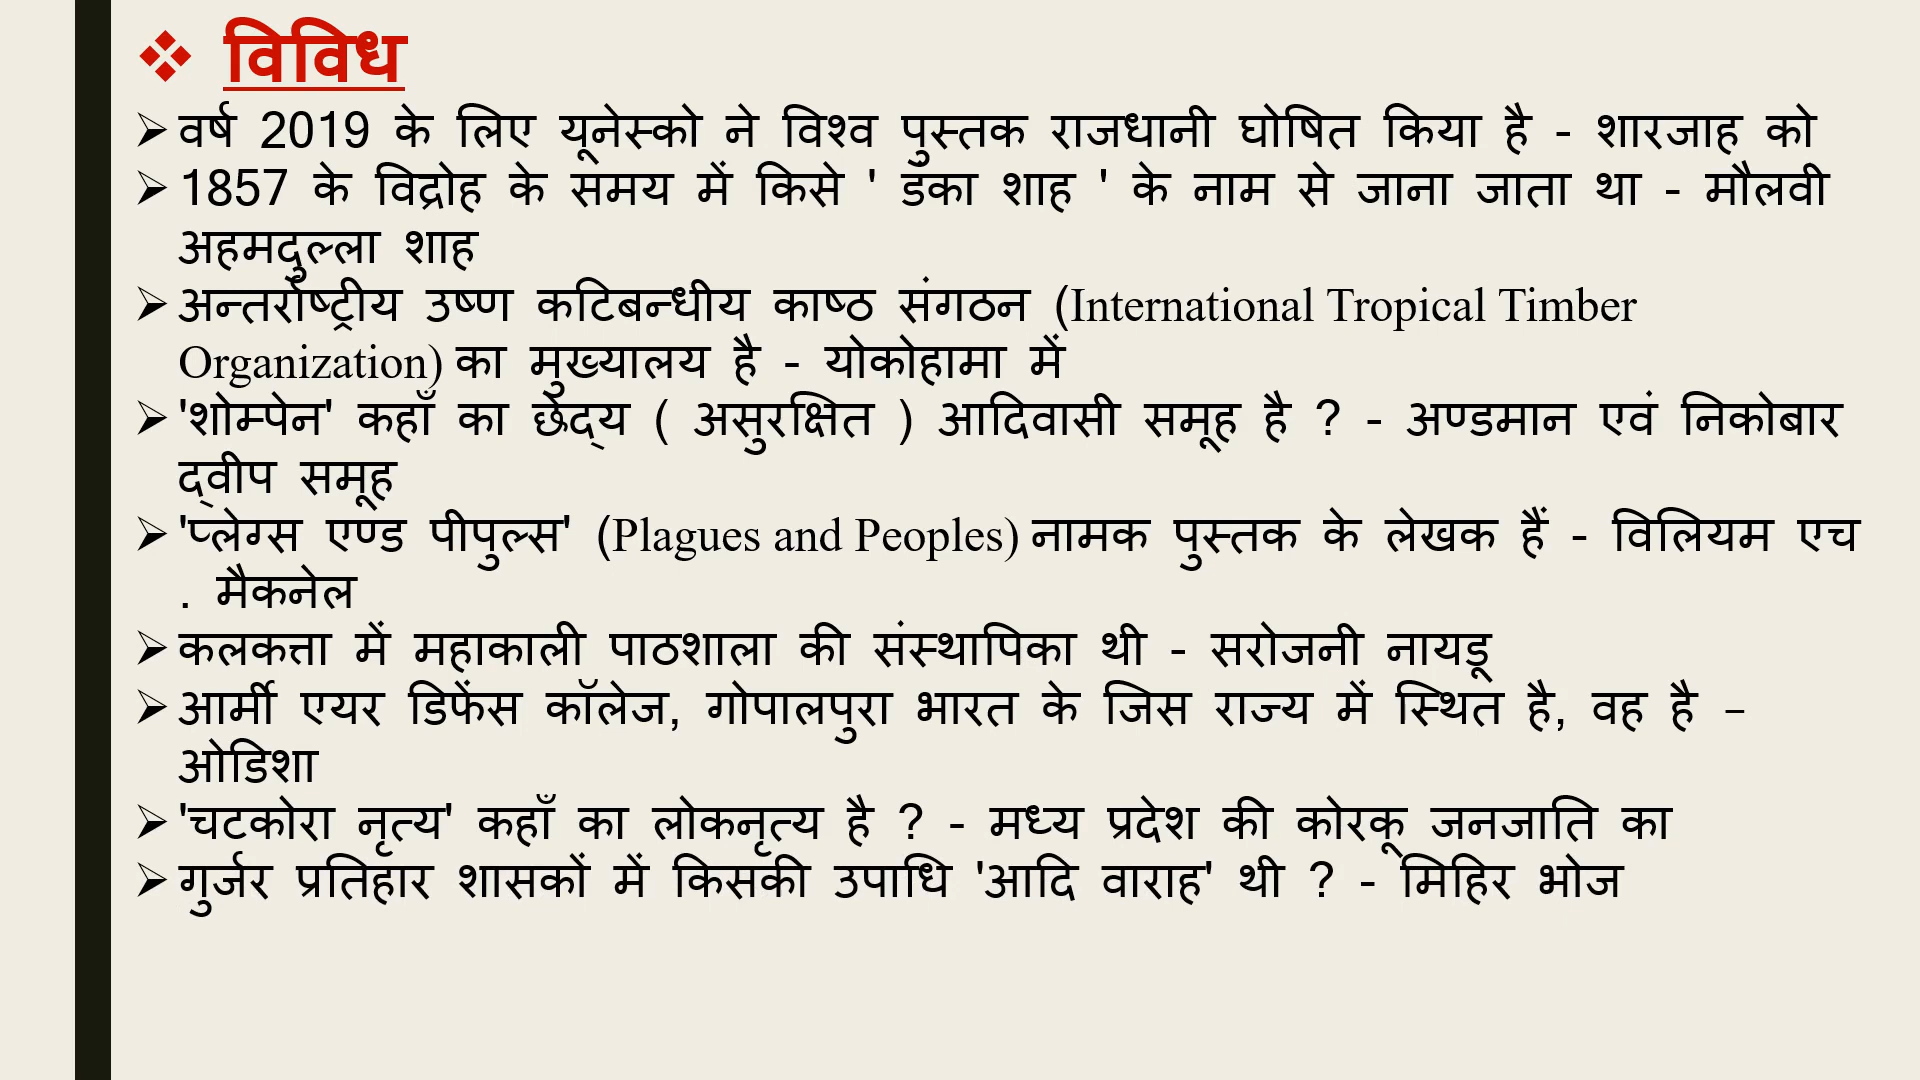 विविध
वर्ष 2019 के लिए यूनेस्को ने विश्व पुस्तक राजधानी घोषित किया है - शारजाह को
1857 के विद्रोह के समय में किसे ' डंका शाह ' के नाम से जाना जाता था - मौलवी
अहमदुल्ला शाह
अन्तर्राष्ट्रीय उष्ण कटिबन्धीय काष्ठ संगठन (International Tropical Timber
Organization) का मुख्यालय है - योकोहामा में
'शोम्पेन' कहाँ का छेद्य ( असुरक्षित ) आदिवासी समूह है ? - अण्डमान एवं निकोबार
द्वीप समूह
'प्लेग्स एण्ड पीपुल्स' (Plagues and Peoples) नामक पुस्तक के लेखक हैं - विलियम एच
. मैकनेल
कलकत्ता में महाकाली पाठशाला की संस्थापिका थी - सरोजनी नायडू
आर्मी एयर डिफेंस कॉलेज, गोपालपुरा भारत के जिस राज्य में स्थित है, वह है –
ओडिशा
'चटकोरा नृत्य' कहाँ का लोकनृत्य है ? - मध्य प्रदेश की कोरकू जनजाति का
गुर्जर प्रतिहार शासकों में किसकी उपाधि 'आदि वाराह' थी ? - मिहिर भोज